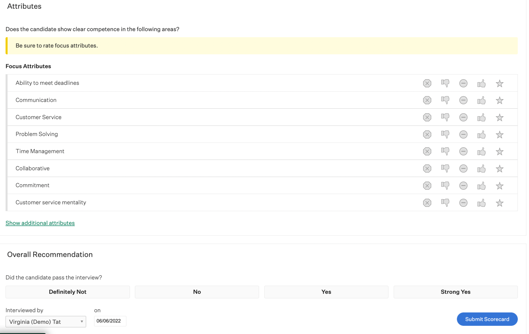 Attributes
Does the candidate show clear competence in the following areas?
Be sure to rate focus attributes.
Focus Attributes
Ability to meet deadlines
Communication
Customer Service
Problem Solving
Time Management
Collaborative
Commitment
Customer service mentality
Show additional attributes
Overall Recommendation
Did the candidate pass the interview?
Definitely Not No Yes Strong Yes
Interviewed by on
Virginia (Demo) Tat 06/06/2022
Submit Scorecard